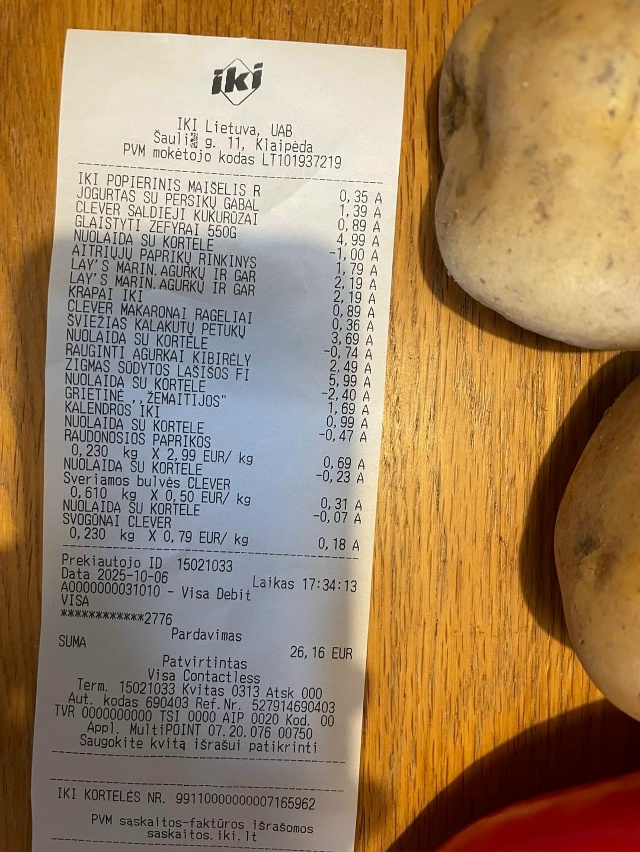 iki
IKI Lietuva, UAB
Šauli g. 11, Klaipėda
PVM mokėtojo kodas LT101937219
IKI POPIERINIS MAIŠELIS R 0,35 A
JOGURTAS SU PERSIKŲ GABAL 1,39 A
CLEVER SALDIEJI KUKURŪZAI 0,89 A
GLAISTYTI ZEFYRAI 550G 4,99 A
NUOLAIDA SU KORTELE -1,00 A
AITRIŲJŲ PAPRIKŲ RINKINYS 1,79 A
LAY'S MARIN.AGURKŲ IR GAR 2,19 A
LAY'S MARIN.AGURKŲ IR GAR 2,19 A
KRAPAI IKI 0,89 A
CLEVER MAKARONAI RAGELIAI 0,36 A
ŠVIEŽIAS KALAKUTŲ PETUKŲ 3,69 A
NUOLAIDA SU KORTELE -0,74 A
RAUGINTI AGURKAI KIBIRĖLY 2,49 A
ZIGMAS SŪDYTOS LAŠIŠOS FI 5,99 A
NUOLAIDA SU KORTELE -2,40 A
GRIETINĖ ,,ŽEMAITIJOS" 1,69 A
KALENDROS IKI 0,99 A
NUOLAIDA SU KORTELE -0,47 A
RAUDONOSIOS PAPRIKOS
0,230 kg X 2,99 EUR/ kg 0,69 A
NUOLAIDA SU KORTELE -0,23 A
Sveriamos bulvės CLEVER
0,610 kg X 0,50 EUR/ kg 0,31 A
NUOLAIDA SU KORTELE -0,07 A
SVOGŪNAI CLEVER
0,230 kg X 0,79 EUR/ kg 0,18 A
Prekiautojo ID 15021033
Data 2025-10-06 Laikas 17:34:13
A0000000031010 - Visa Debit
VISA
************2776
Pardavimas
SUMA 26,16 EUR
Patvirtintas
Visa Contactless
Term. 15021033 Kvitas 0313 Atsk 000
Aut. kodas 690403 Ref.Nr. 527914690403
TVR 0000000000 TSI 0000 AIP 0020 Kod. 00
Appl. MultiPOINT 07.20.076 00750
Saugokite kvitą išrašui patikrinti
IKI KORTELĖS NR. 9911000000007165962
PVM sąskaitos-faktūros išrašomos
saskaitos.iki.lt